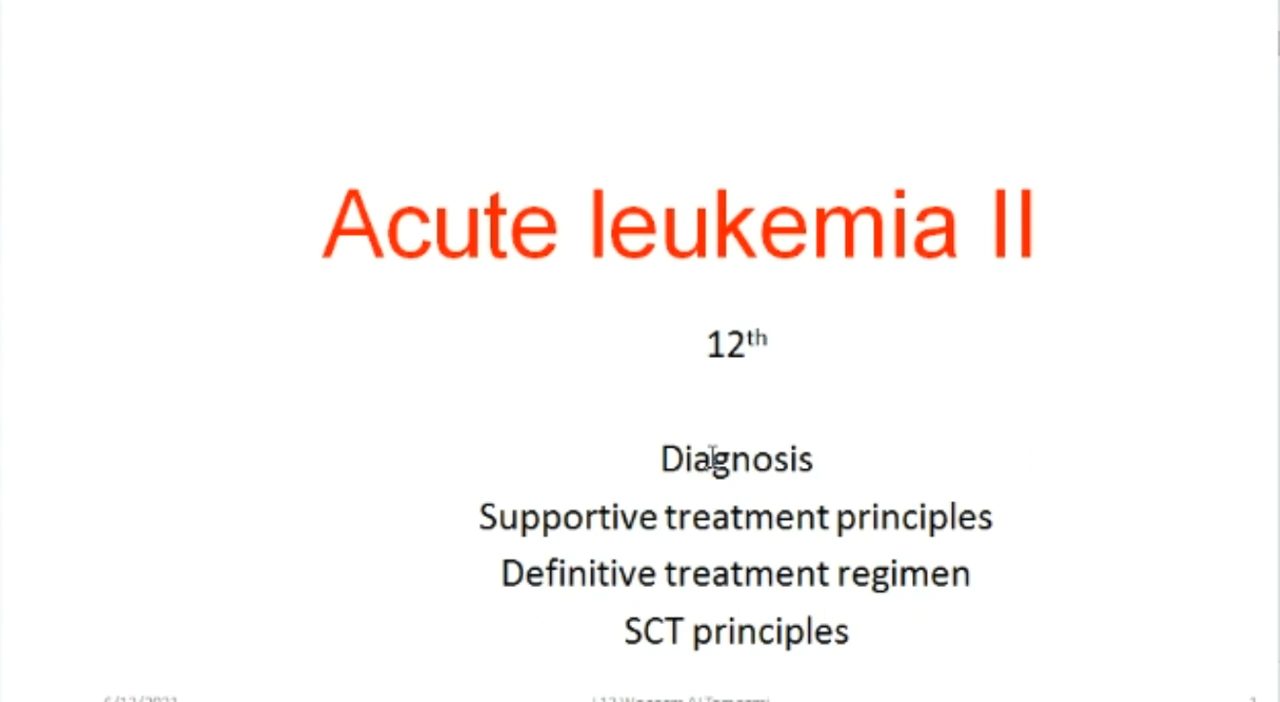 Acute leukemia II
12th
Diagnosis
Supportive treatment principles
Definitive treatment regimen
SCT principles